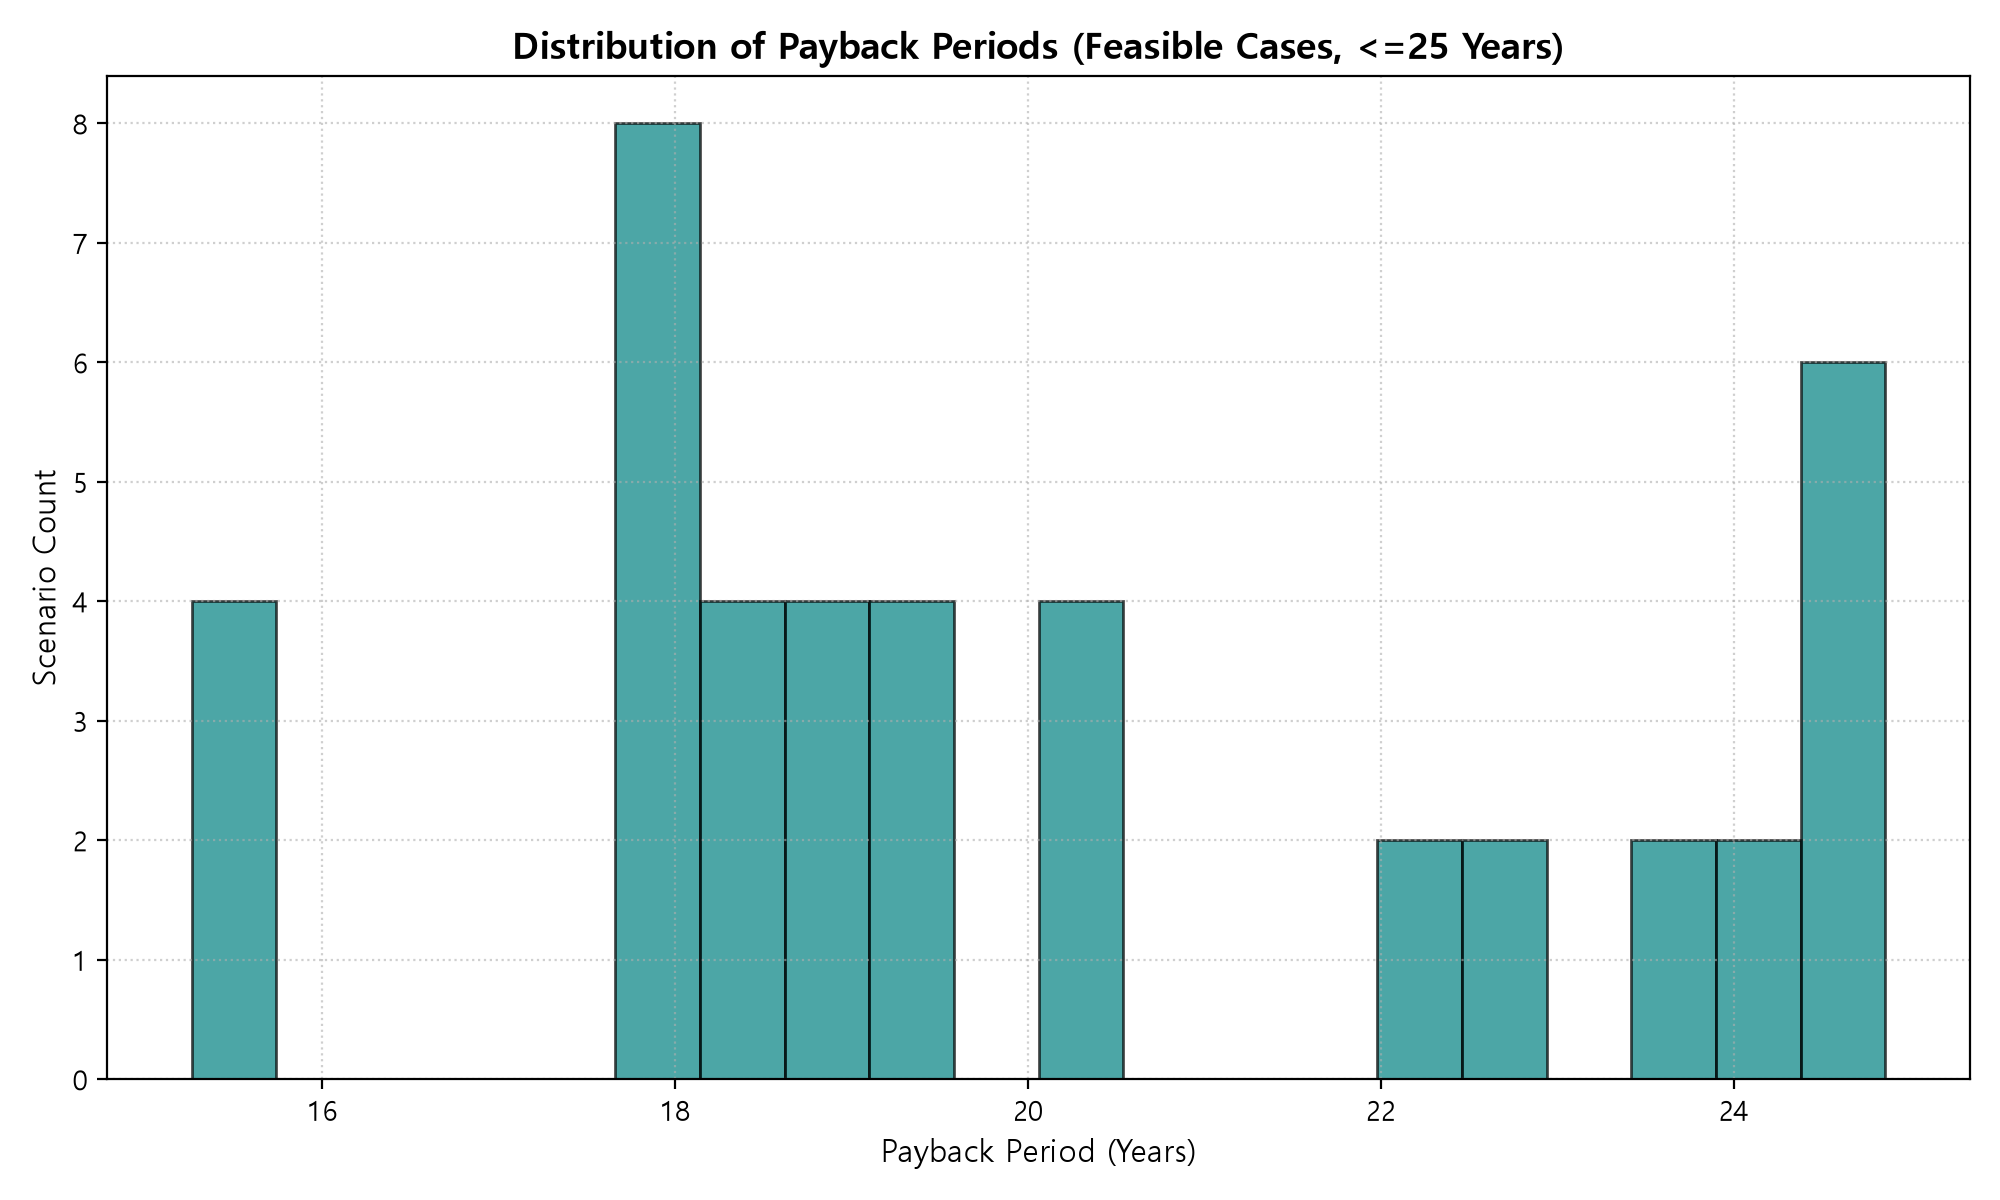 Distribution of Payback Periods (Feasible Cases, <=25 Years)
8
7
6
5
4
3
2
1
0
Scenario Count
16 18 20 22 24
Payback Period (Years)